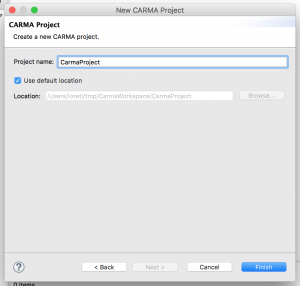 New CARMA Project
CARMA Project
Create a new CARMA project.
Project name: CarmaProject
Use default location
Location: /Users/loreti/tmp/CarmaWorkspace/CarmaProject Browse...
? < Back Next > Cancel Finish
0 items